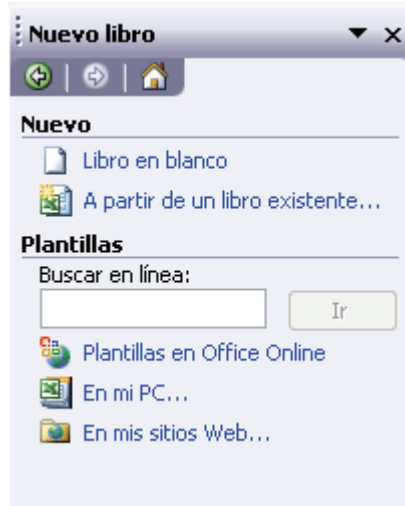 Nuevo libro
Nuevo
Libro en blanco
A partir de un libro existente...
Plantillas
Buscar en línea:
Ir
Plantillas en Office Online
En mi PC...
En mis sitios Web...